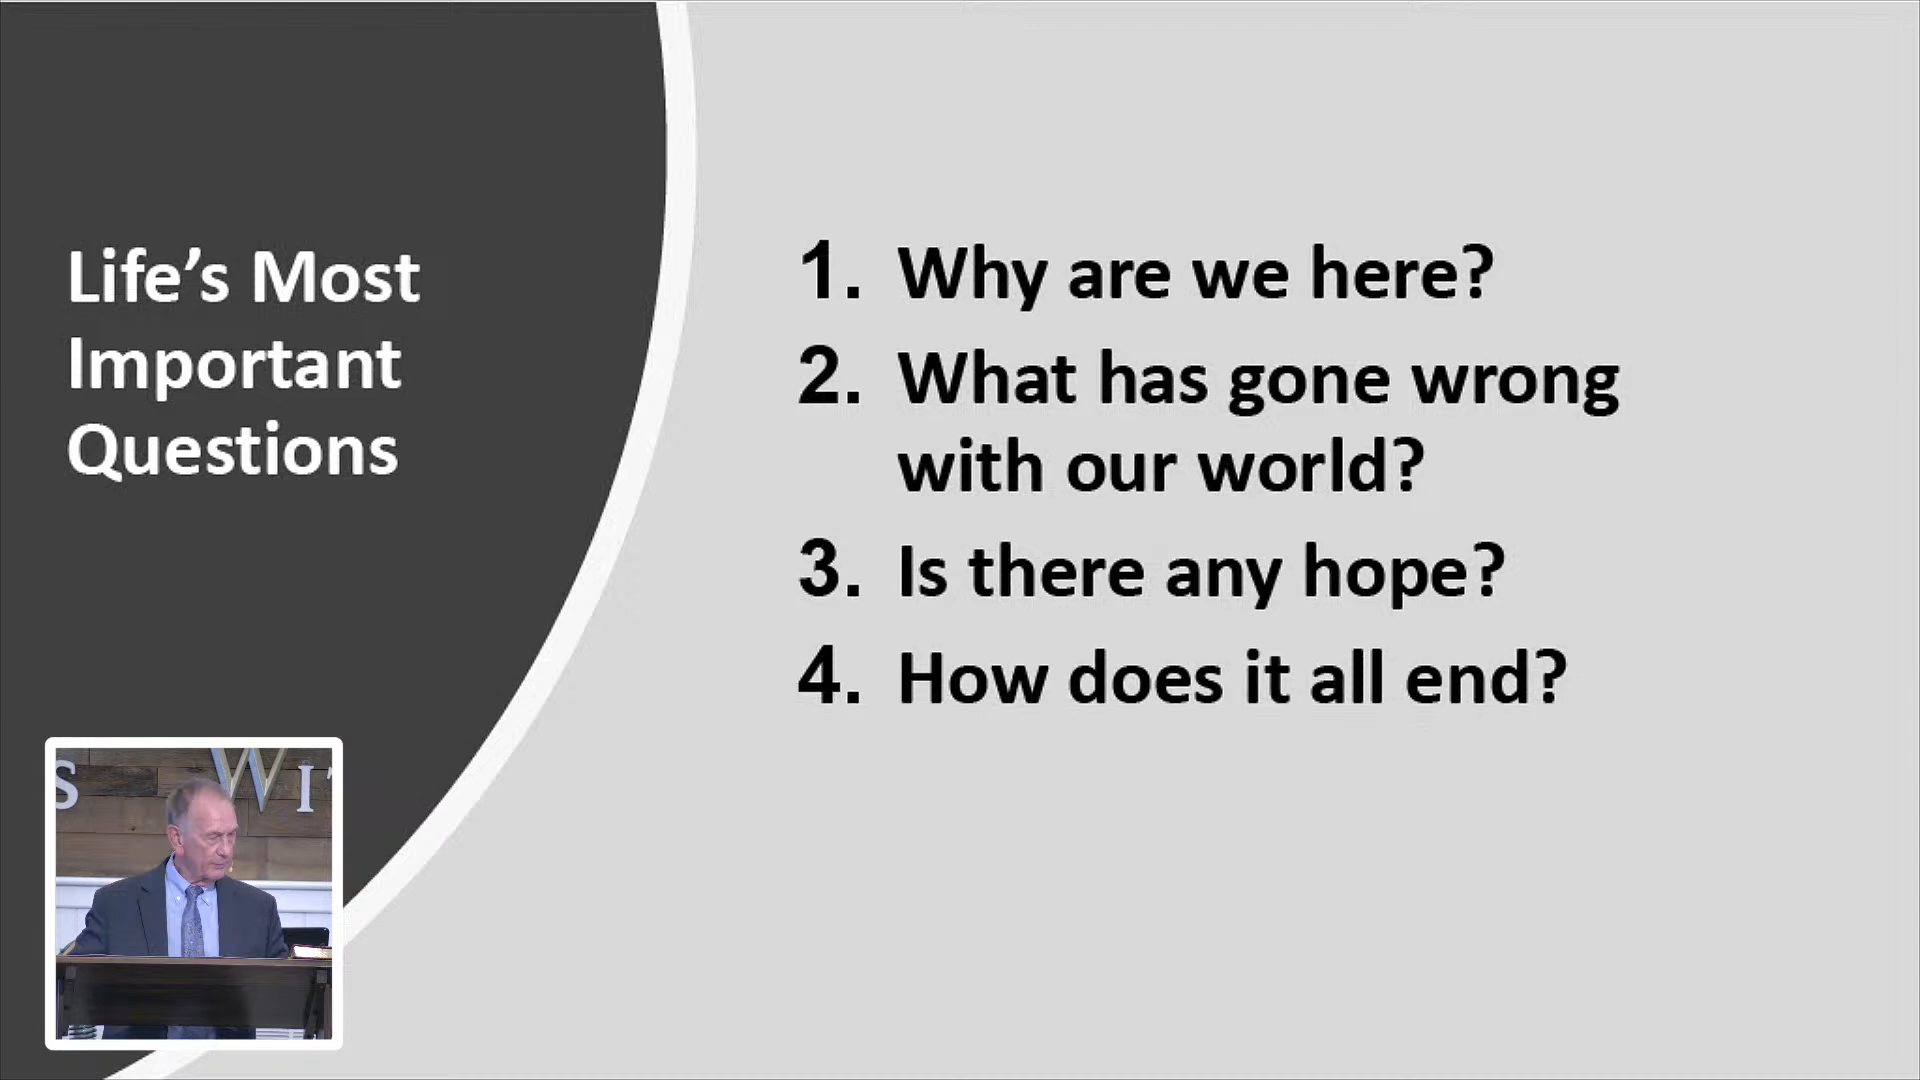 Life’s Most
Important
Questions
1. Why are we here?
2. What has gone wrong
with our world?
3. Is there any hope?
4. How does it all end?
S WIT